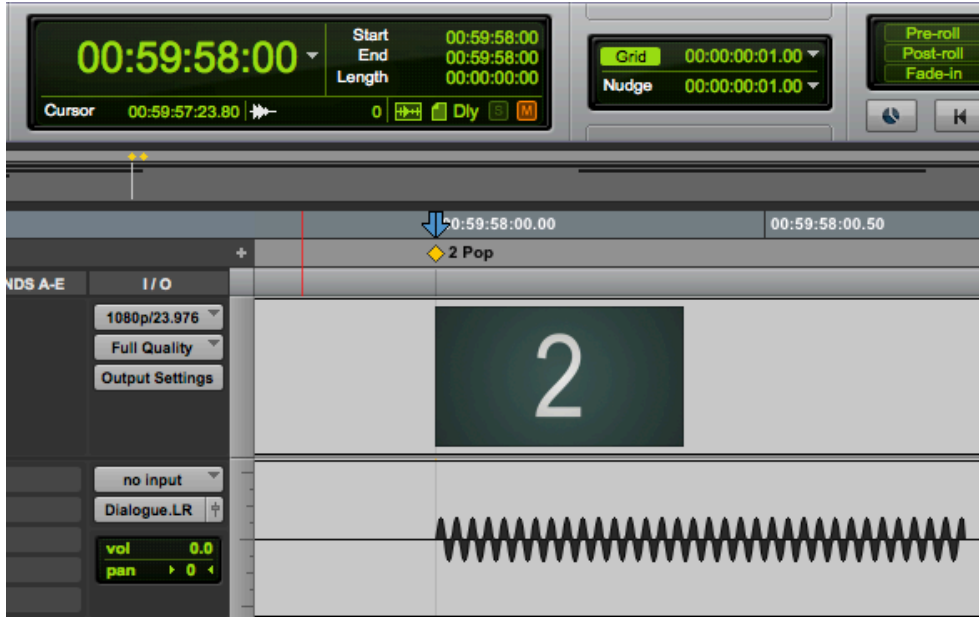 00:59:58:00
Start 00:59:58:00
End 00:59:58:00
Length 00:00:00:00
Cursor 00:59:57:23.80 0 Dly S M
Grid 00:00:00:01.00
Nudge 00:00:00:01.00
Pre-roll
Post-roll
Fade-in
0:59:58:00.00 00:59:58:00.50
+ 2 Pop
NDS A-E I / O
1080p/23.976
Full Quality
Output Settings
2
no input
Dialogue.LR
vol 0.0
pan 0